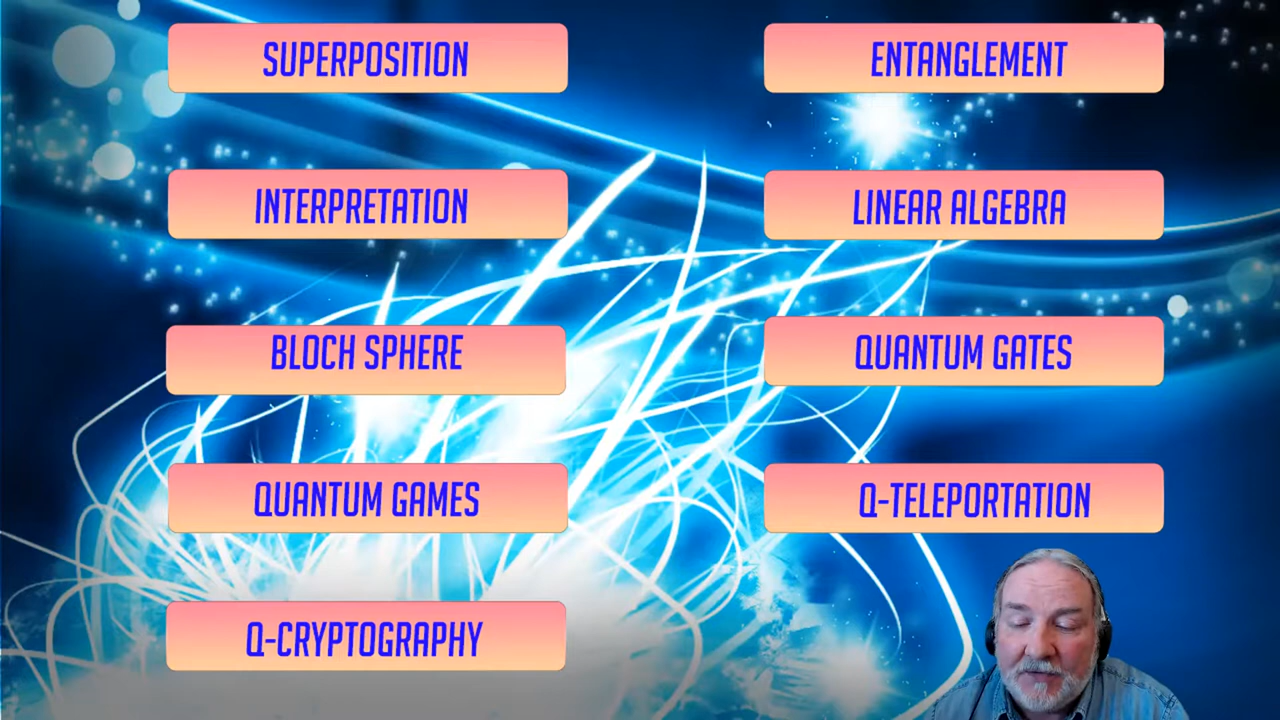 SUPERPOSITION
ENTANGLEMENT
INTERPRETATION
LINEAR ALGEBRA
BLOCH SPHERE
QUANTUM GATES
QUANTUM GAMES
Q-TELEPORTATION
Q-CRYPTOGRAPHY